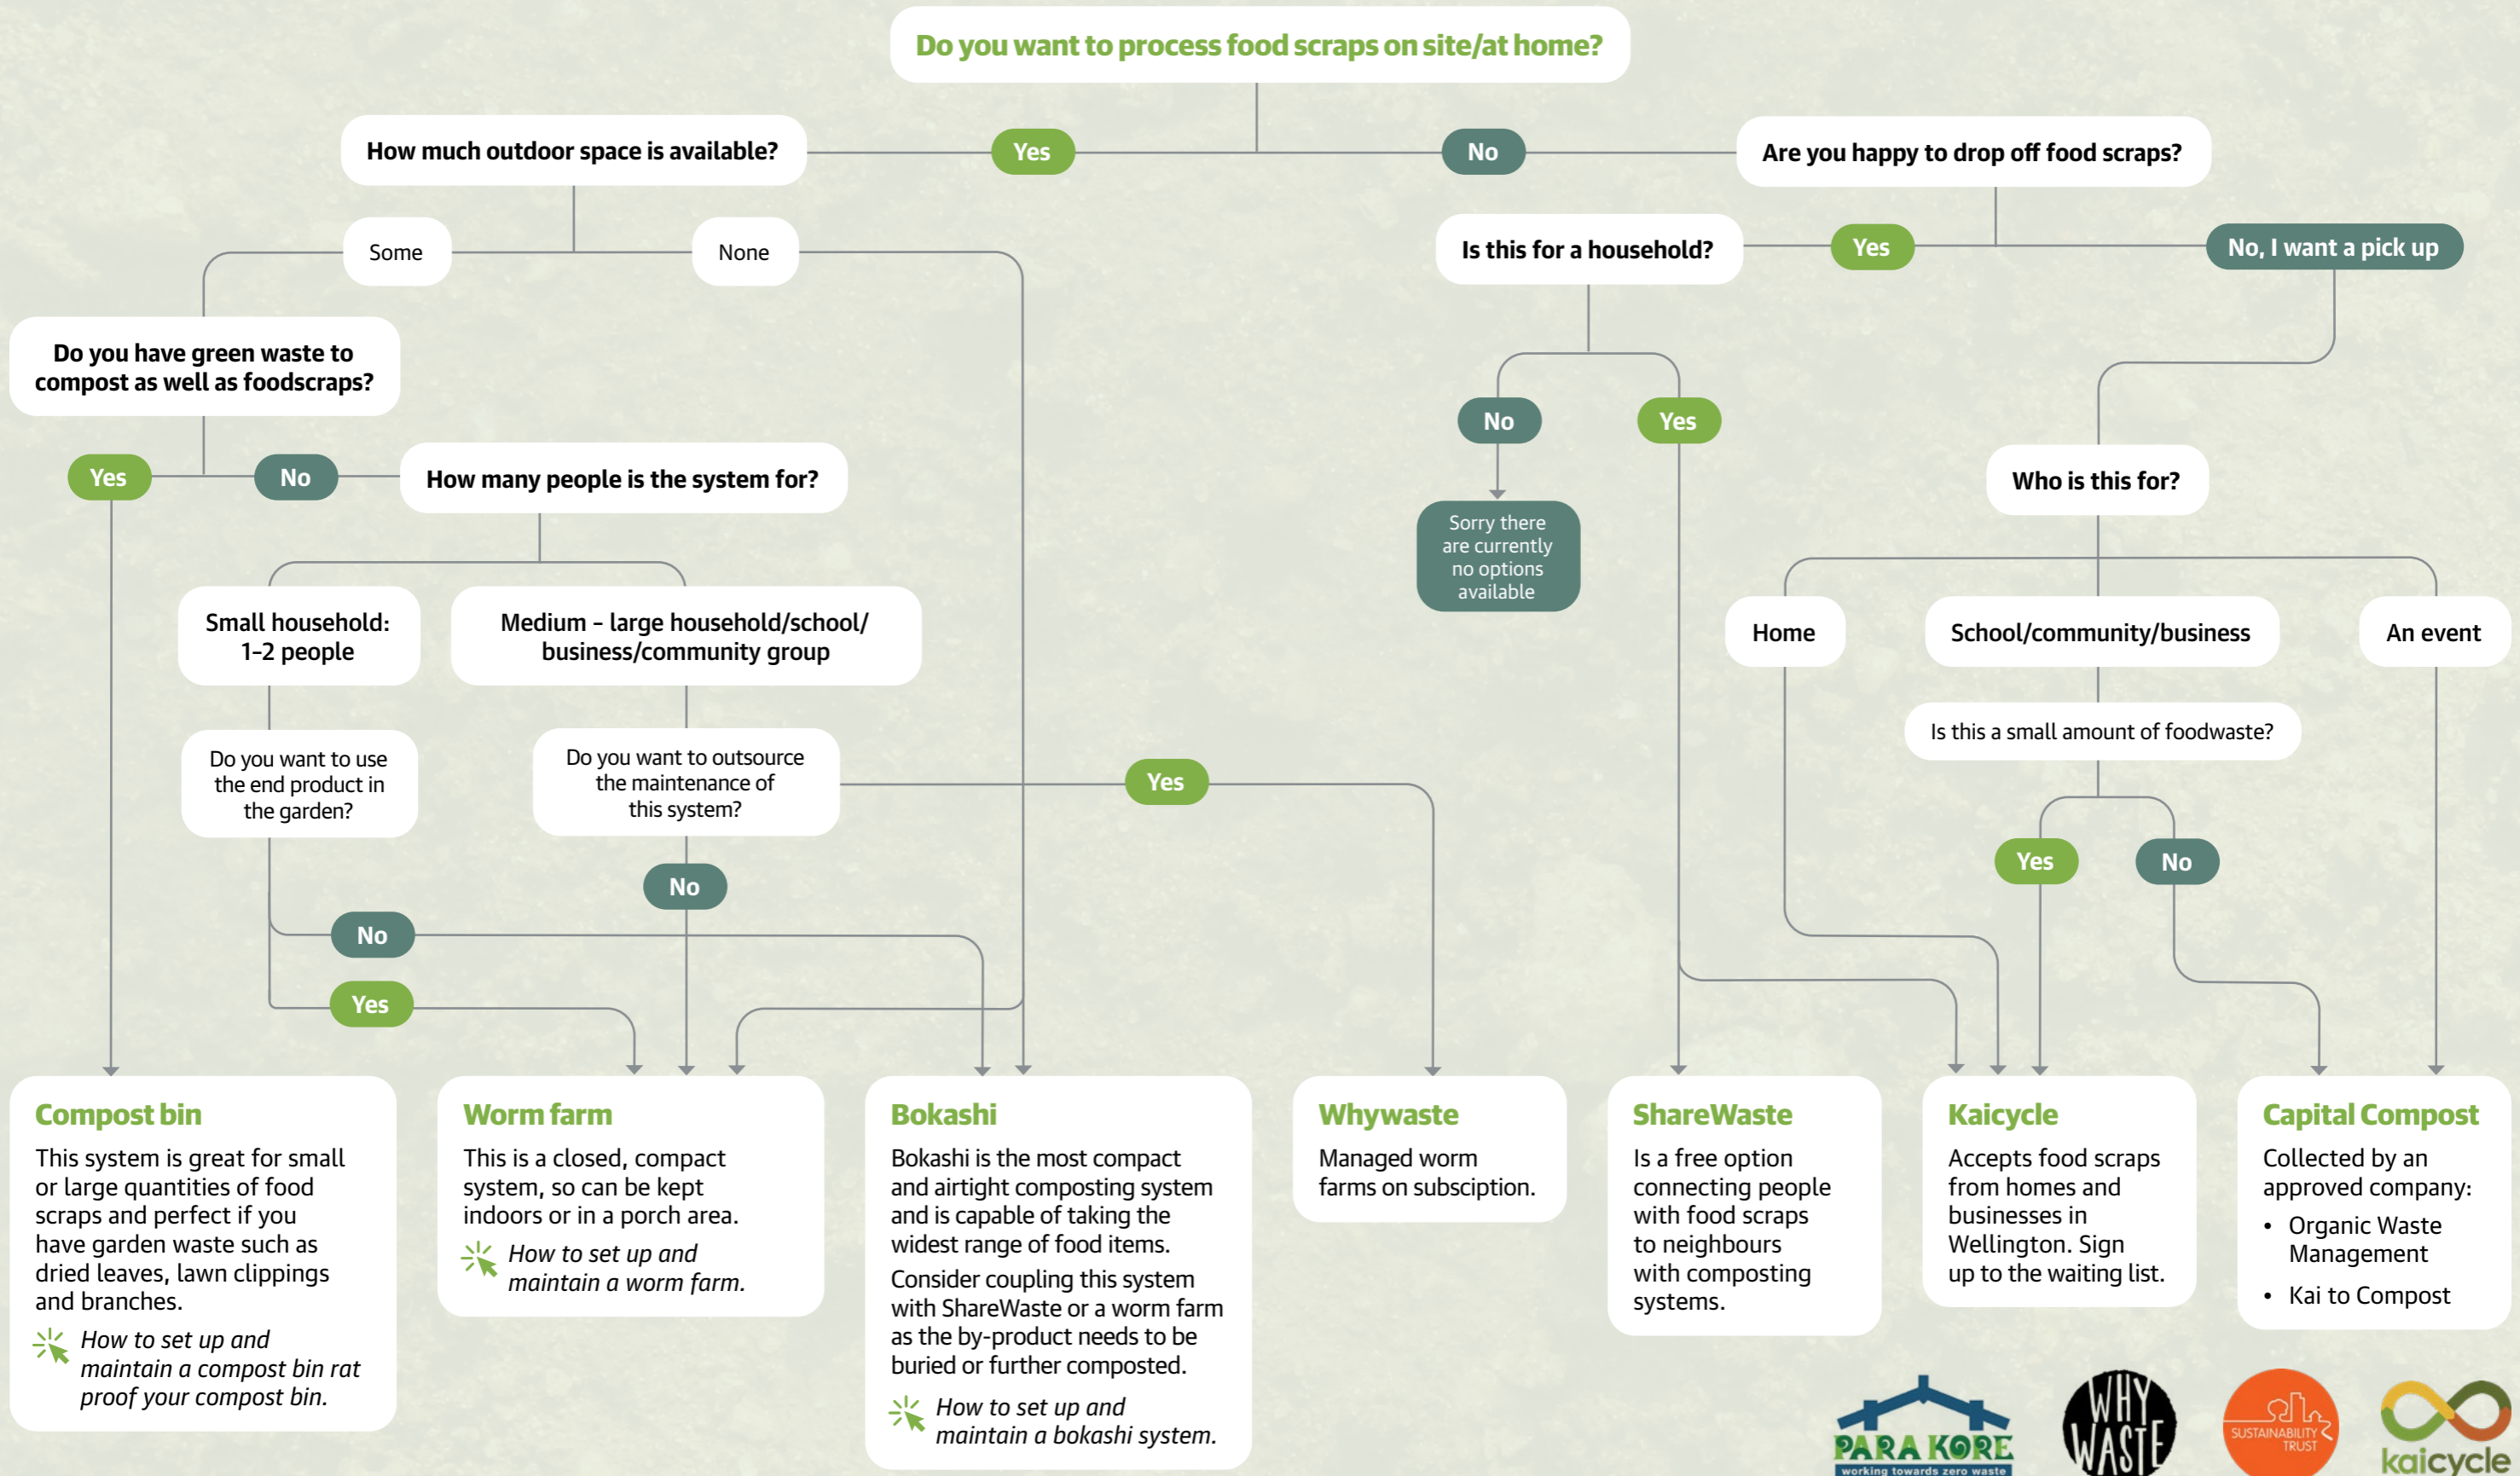 Do you want to process food scraps on site/at home?
How much outdoor space is available?
Yes
No
Are you happy to drop off food scraps?
Some
None
Is this for a household?
Yes
No, I want a pick up
Do you have green waste to
compost as well as foodscraps?
No
Yes
Yes
No
How many people is the system for?
Who is this for?
Sorry there
are currently
no options
available
Small household:
1-2 people
Medium – large household/school/
business/community group
Home
School/community/business
An event
Do you want to use
the end product in
the garden?
Do you want to outsource
the maintenance of
this system?
Yes
Is this a small amount of foodwaste?
Yes
No
No
No
Yes
Compost bin
This system is great for small
or large quantities of food
scraps and perfect if you
have garden waste such as
dried leaves, lawn clippings
and branches.
How to set up and
maintain a compost bin rat
proof your compost bin.
Worm farm
This is a closed, compact
system, so can be kept
indoors or in a porch area.
How to set up and
maintain a worm farm.
Bokashi
Bokashi is the most compact
and airtight composting system
and is capable of taking the
widest range of food items.
Consider coupling this system
with ShareWaste or a worm farm
as the by-product needs to be
buried or further composted.
How to set up and
maintain a bokashi system.
Whywaste
Managed worm
farms on subsciption.
ShareWaste
Is a free option
connecting people
with food scraps
to neighbours
with composting
systems.
Kaicycle
Accepts food scraps
from homes and
businesses in
Wellington. Sign
up to the waiting list.
Capital Compost
Collected by an
approved company:
• Organic Waste
Management
• Kai to Compost
PARA KORE
working towards zero waste
WHY
WASTE
SUSTAINABILITY
TRUST
kaicycle